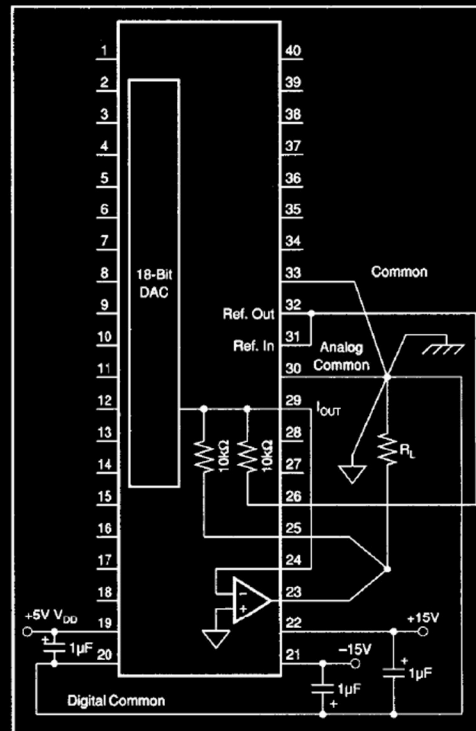 1
2
3
4
5
6
7
8
9
10
11
12
13
14
15
16
17
18
19
20
40
39
38
37
36
35
34
33
32
31
30
29
28
27
26
25
24
23
22
21
18-Bit
DAC
Common
Ref. Out
Ref. In
Analog
Common
IOUT
10kΩ
10kΩ
RL
−
+
+5V VDD
+
1µF
+15V
−15V
+
1µF
+
1µF
Digital Common